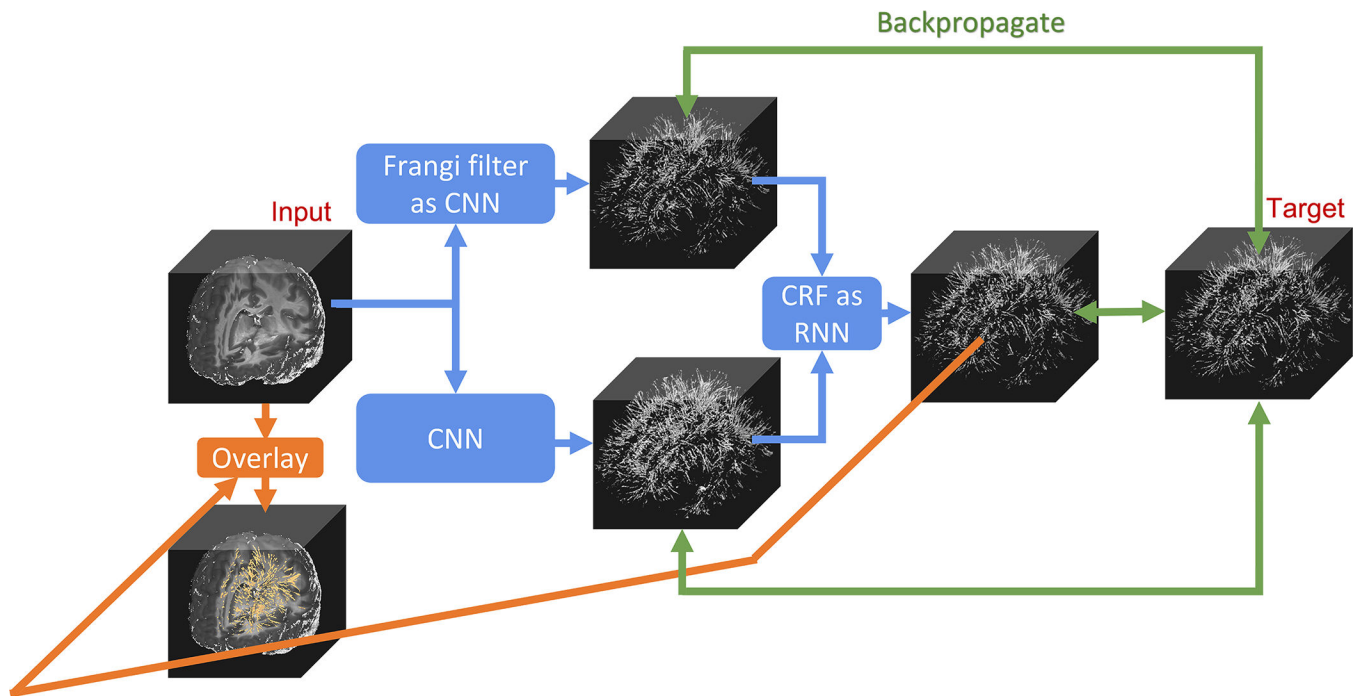 Backpropagate
Frangi filter
as CNN
Input
Target
CRF as
RNN
CNN
Overlay